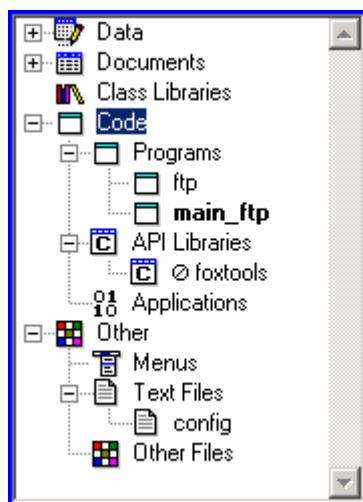 Data
Documents
Class Libraries
Code
Programs
ftp
main_ftp
API Libraries
foxtools
Applications
Other
Menus
Text Files
config
Other Files